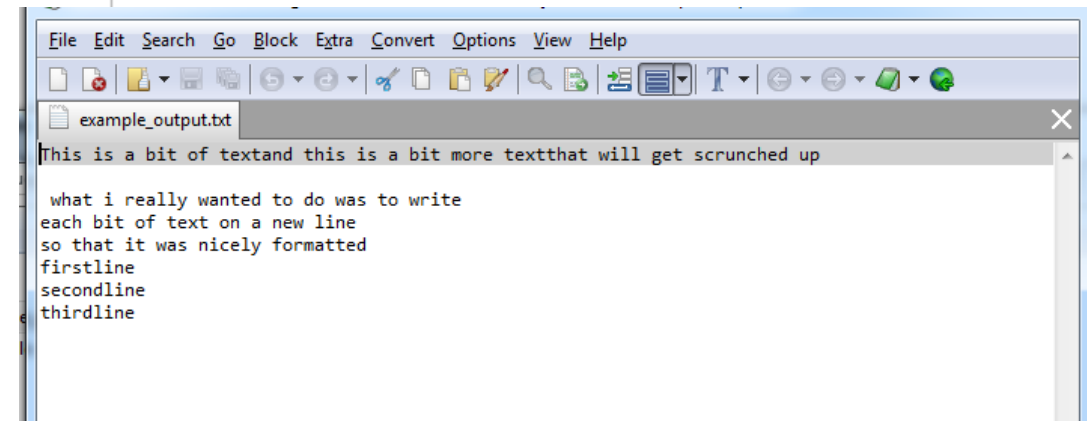 File Edit Search Go Block Extra Convert Options View Help
example_output.txt
This is a bit of textand this is a bit more textthat will get scrunched up
what i really wanted to do was to write
each bit of text on a new line
so that it was nicely formatted
firstline
secondline
thirdline